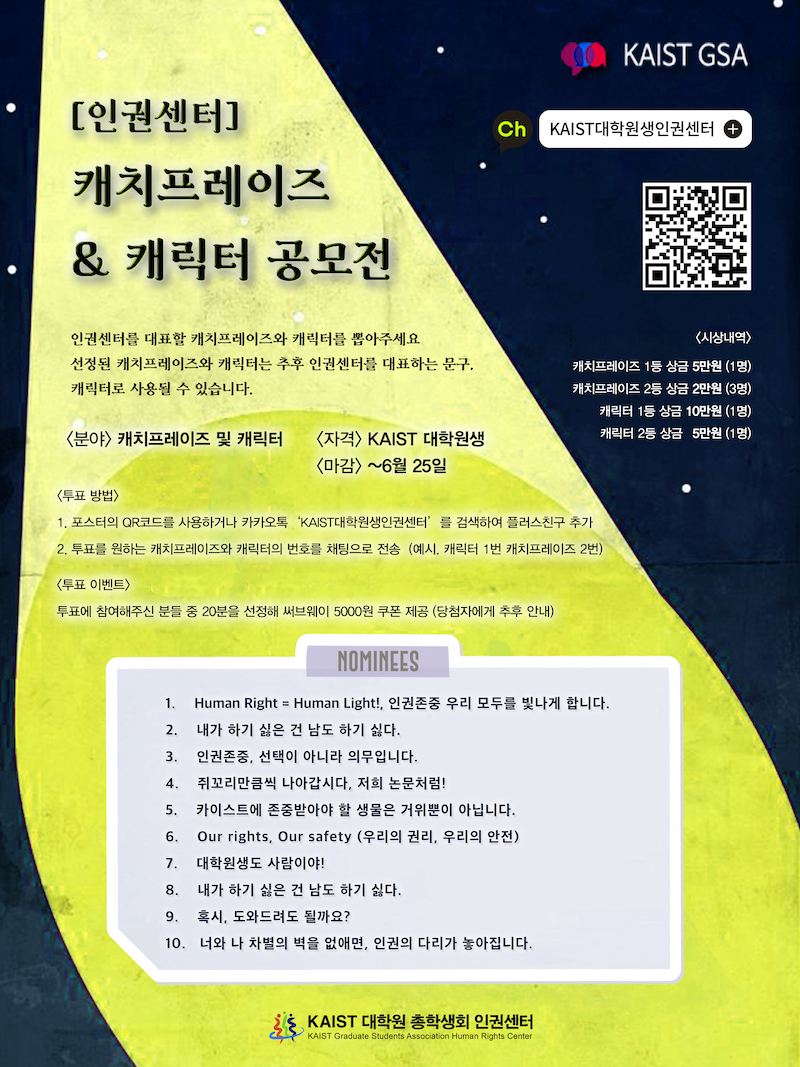 KAIST GSA
Ch KAIST대학원생인권센터 +
[인권센터]
캐치프레이즈
& 캐릭터 공모전
인권센터를 대표할 캐치프레이즈와 캐릭터를 뽑아주세요
선정된 캐치프레이즈와 캐릭터는 추후 인권센터를 대표하는 문구,
캐릭터로 사용될 수 있습니다.
〈시상내역〉
캐치프레이즈 1등 상금 5만원 (1명)
캐치프레이즈 2등 상금 2만원 (3명)
캐릭터 1등 상금 10만원 (1명)
캐릭터 2등 상금 5만원 (1명)
〈분야〉 캐치프레이즈 및 캐릭터 〈자격〉 KAIST 대학원생
〈마감〉 ~6월 25일
〈투표 방법〉
1. 포스터의 QR코드를 사용하거나 카카오톡 ‘KAIST대학원생인권센터’ 를 검색하여 플러스친구 추가
2. 투표를 원하는 캐치프레이즈와 캐릭터의 번호를 채팅으로 전송 (예시. 캐릭터 1번 캐치프레이즈 2번)
〈투표 이벤트〉
투표에 참여해주신 분들 중 20분을 선정해 써브웨이 5000원 쿠폰 제공 (당첨자에게 추후 안내)
NOMINEES
1. Human Right = Human Light!, 인권존중 우리 모두를 빛나게 합니다.
2. 내가 하기 싫은 건 남도 하기 싫다.
3. 인권존중, 선택이 아니라 의무입니다.
4. 쥐꼬리만큼씩 나아갑시다, 저희 논문처럼!
5. 카이스트에 존중받아야 할 생물은 거위뿐이 아닙니다.
6. Our rights, Our safety (우리의 권리, 우리의 안전)
7. 대학원생도 사람이야!
8. 내가 하기 싫은 건 남도 하기 싫다.
9. 혹시, 도와드려도 될까요?
10. 너와 나 차별의 벽을 없애면, 인권의 다리가 놓아집니다.
KAIST 대학원 총학생회 인권센터
KAIST Graduate Students Association Human Rights Center